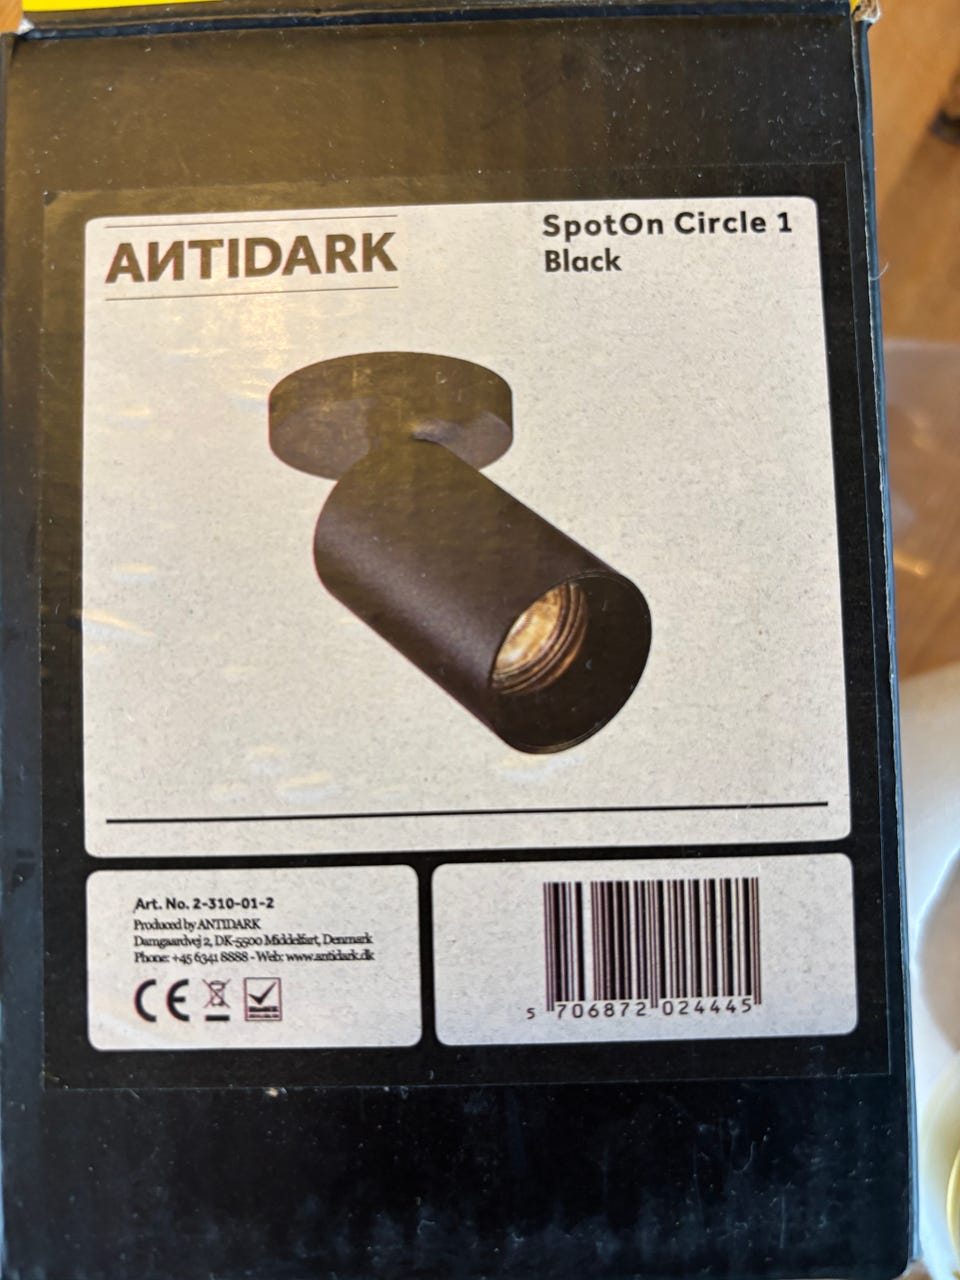 ANTIDARK
SpotOn Circle 1
Black
Art. No. 2-310-01-2
Produced by ANTIDARK
Damgaardvej 2, DK-5500 Middelfart, Denmark
Phone: +45 6341 8888 - Web: www.antidark.dk
CE
5 706872 024445